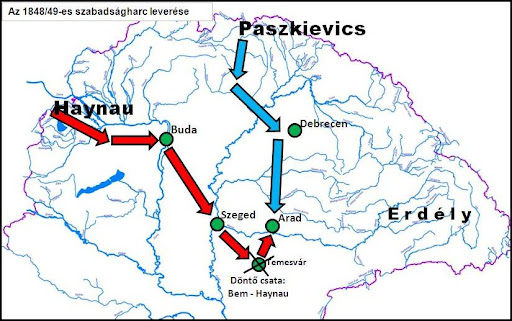 Az 1848/49-es szabadságharc leverése
Paszkievics
Haynau
Buda
Debrecen
Szeged
Arad
Erdély
Temesvár
Döntő csata:
Bem - Haynau